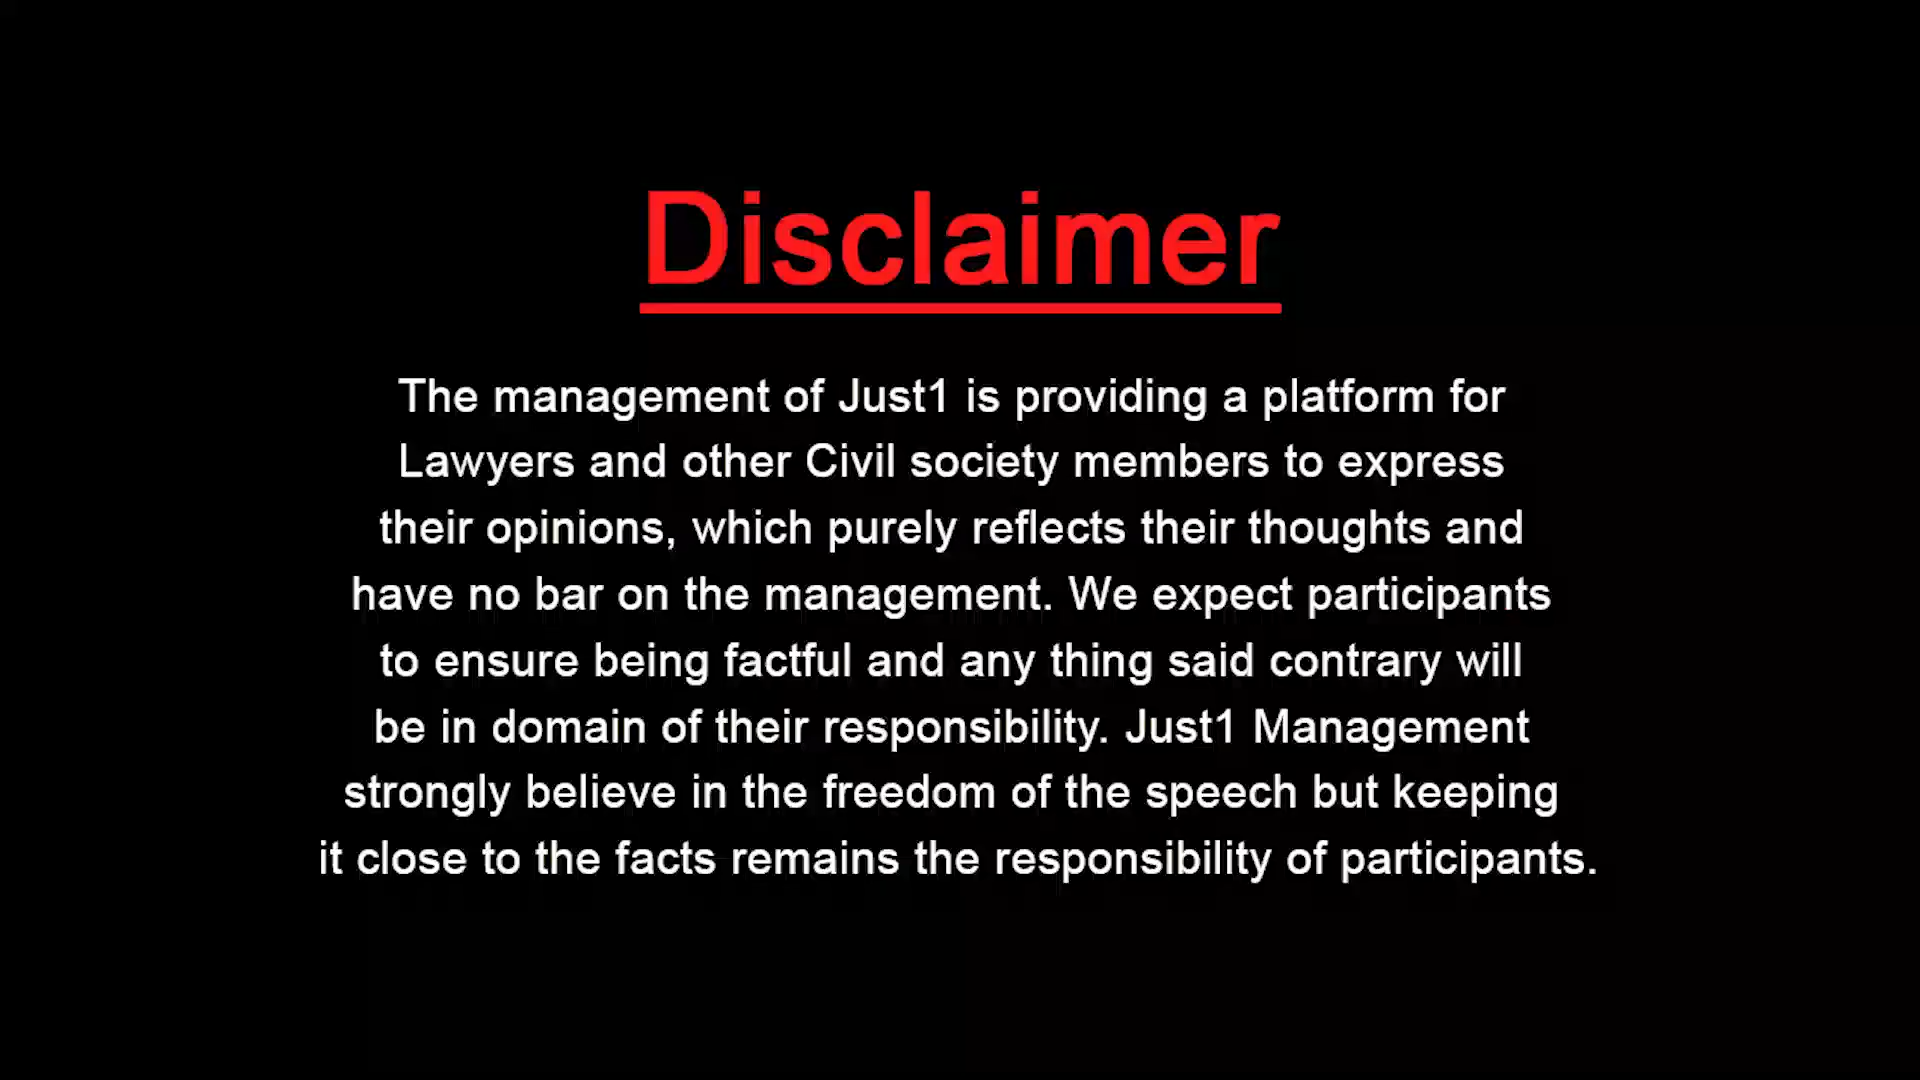 Disclaimer
The management of Just1 is providing a platform for
Lawyers and other Civil society members to express
their opinions, which purely reflects their thoughts and
have no bar on the management. We expect participants
to ensure being factful and any thing said contrary will
be in domain of their responsibility. Just1 Management
strongly believe in the freedom of the speech but keeping
it close to the facts remains the responsibility of participants.